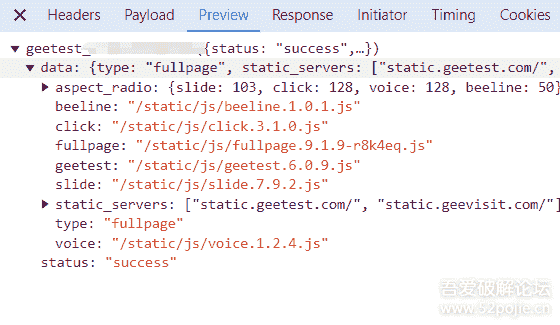 Headers Payload Preview Response Initiator Timing Cookies
geetest_ ({status: "success",…})
data: {type: "fullpage", static_servers: ["static.geetest.com/",
aspect_radio: {slide: 103, click: 128, voice: 128, beeline: 50}
beeline: "/static/js/beeline.1.0.1.js"
click: "/static/js/click.3.1.0.js"
fullpage: "/static/js/fullpage.9.1.9-r8k4eq.js"
geetest: "/static/js/geetest.6.0.9.js"
slide: "/static/js/slide.7.9.2.js"
static_servers: ["static.geetest.com/", "static.geevisit.com/"]
type: "fullpage"
voice: "/static/js/voice.1.2.4.js"
status: "success"
吾爱破解论坛
www.52pojie.cn